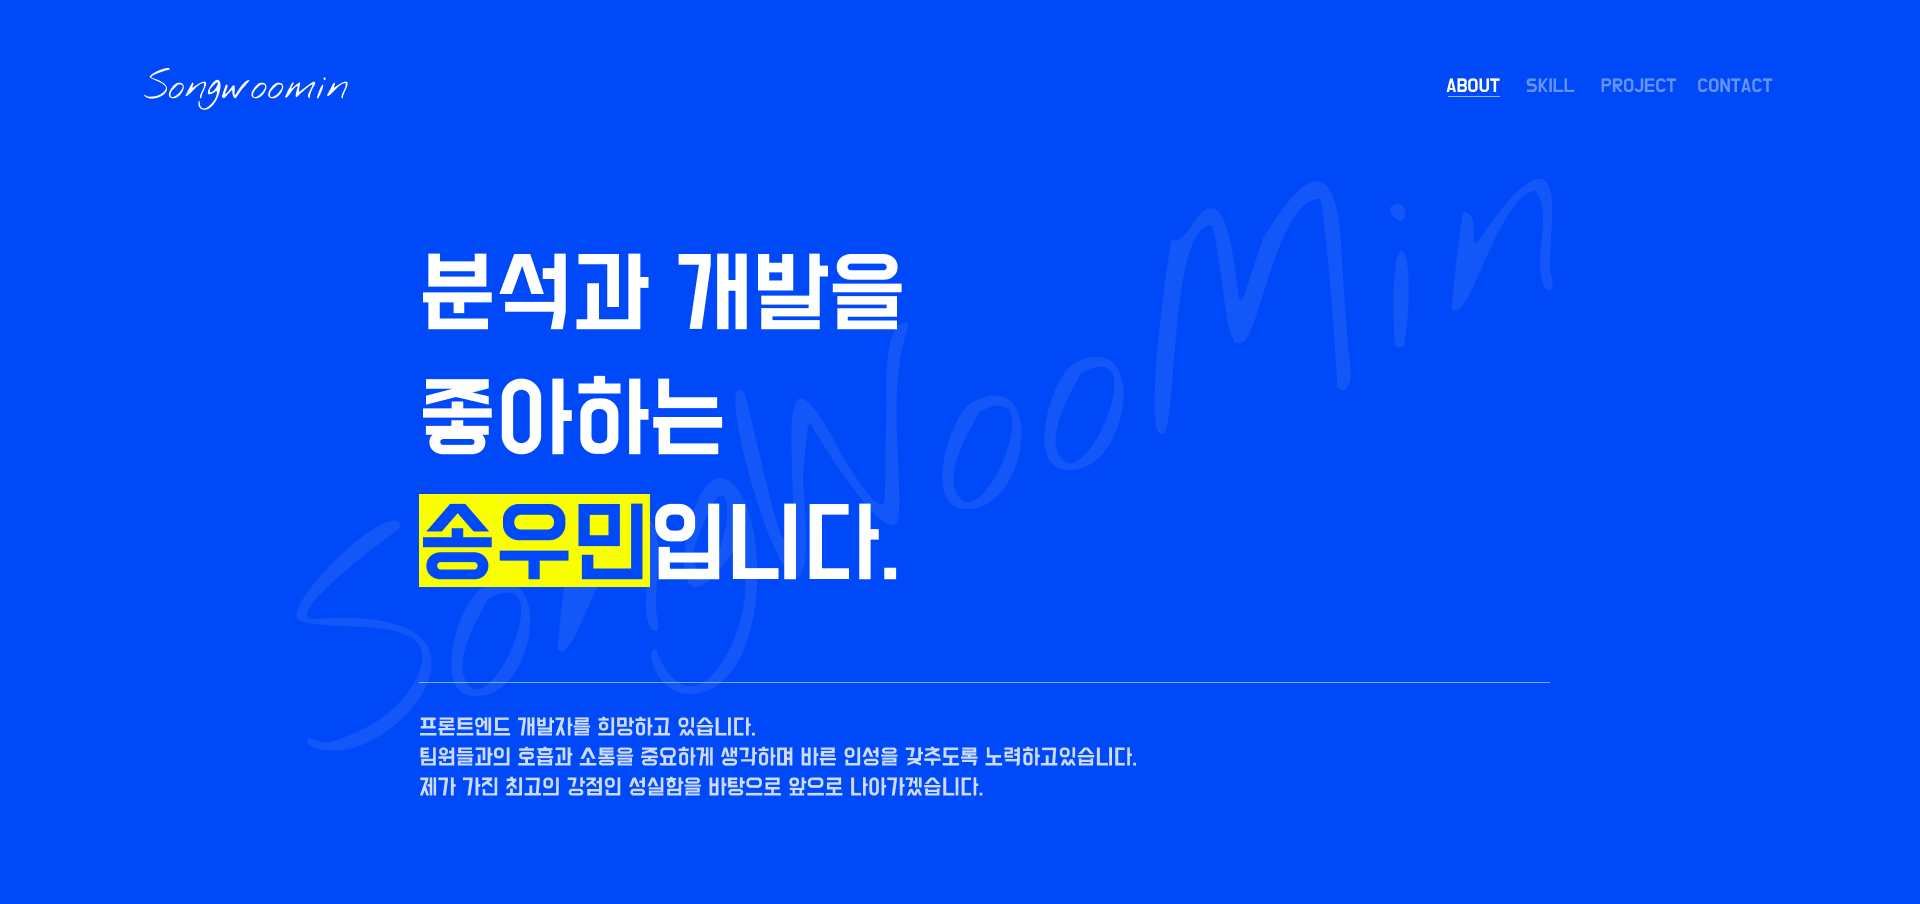 Songwoomin
ABOUT SKILL PROJECT CONTACT
SongWooMin
분석과 개발을
좋아하는
송우민입니다.
프론트엔드 개발자를 희망하고 있습니다.
팀원들과의 호흡과 소통을 중요하게 생각하며 바른 인성을 갖추도록 노력하고있습니다.
제가 가진 최고의 강점인 성실함을 바탕으로 앞으로 나아가겠습니다.